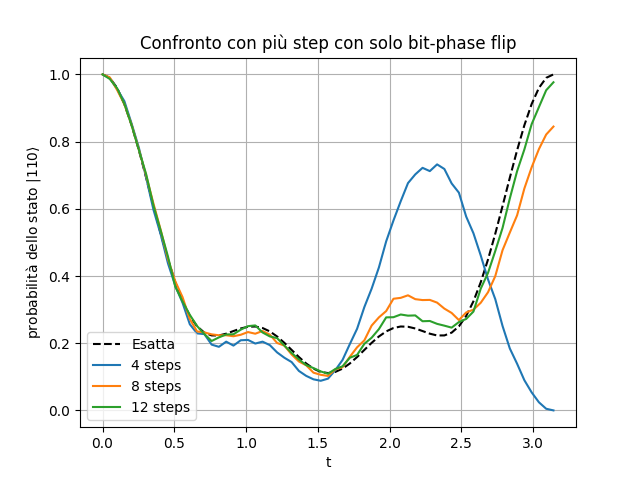 Confronto con più step con solo bit-phase flip
probabilità dello stato |110⟩
1.0
0.8
0.6
0.4
0.2
0.0
Esatta
4 steps
8 steps
12 steps
0.0 0.5 1.0 1.5 2.0 2.5 3.0
t